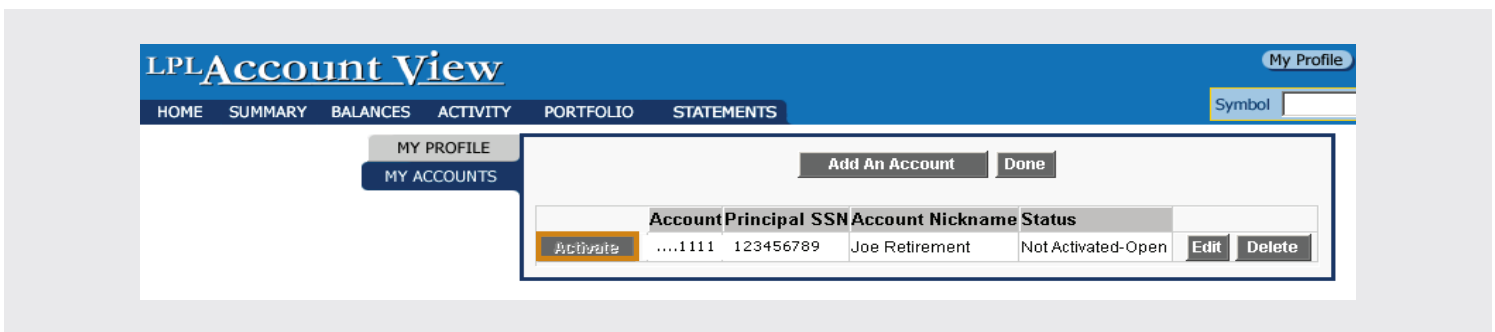 LPL Account View
My Profile
HOME SUMMARY BALANCES ACTIVITY PORTFOLIO STATEMENTS
Symbol
MY PROFILE
MY ACCOUNTS
Add An Account Done
Account Principal SSN Account Nickname Status
Activate ....1111 123456789 Joe Retirement Not Activated-Open Edit Delete